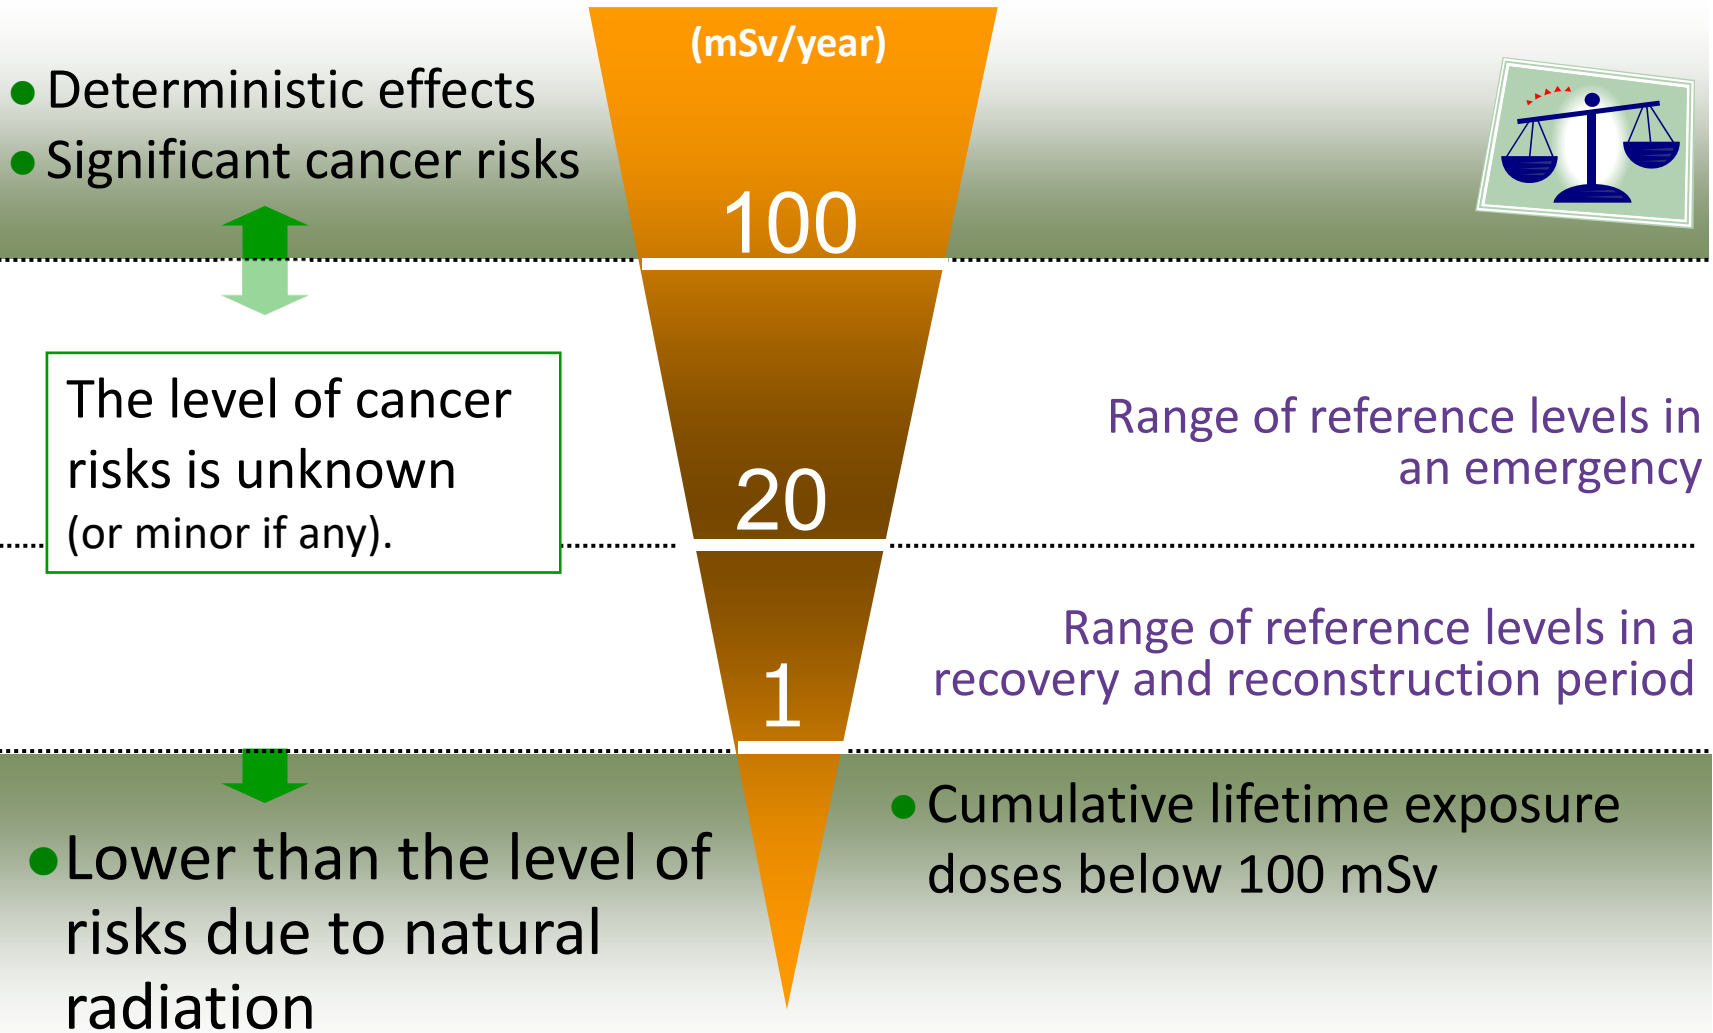 (mSv/year)
● Deterministic effects
● Significant cancer risks
100
The level of cancer
risks is unknown
(or minor if any).
Range of reference levels in
an emergency
20
Range of reference levels in a
recovery and reconstruction period
1
● Lower than the level of
risks due to natural
radiation
● Cumulative lifetime exposure
doses below 100 mSv